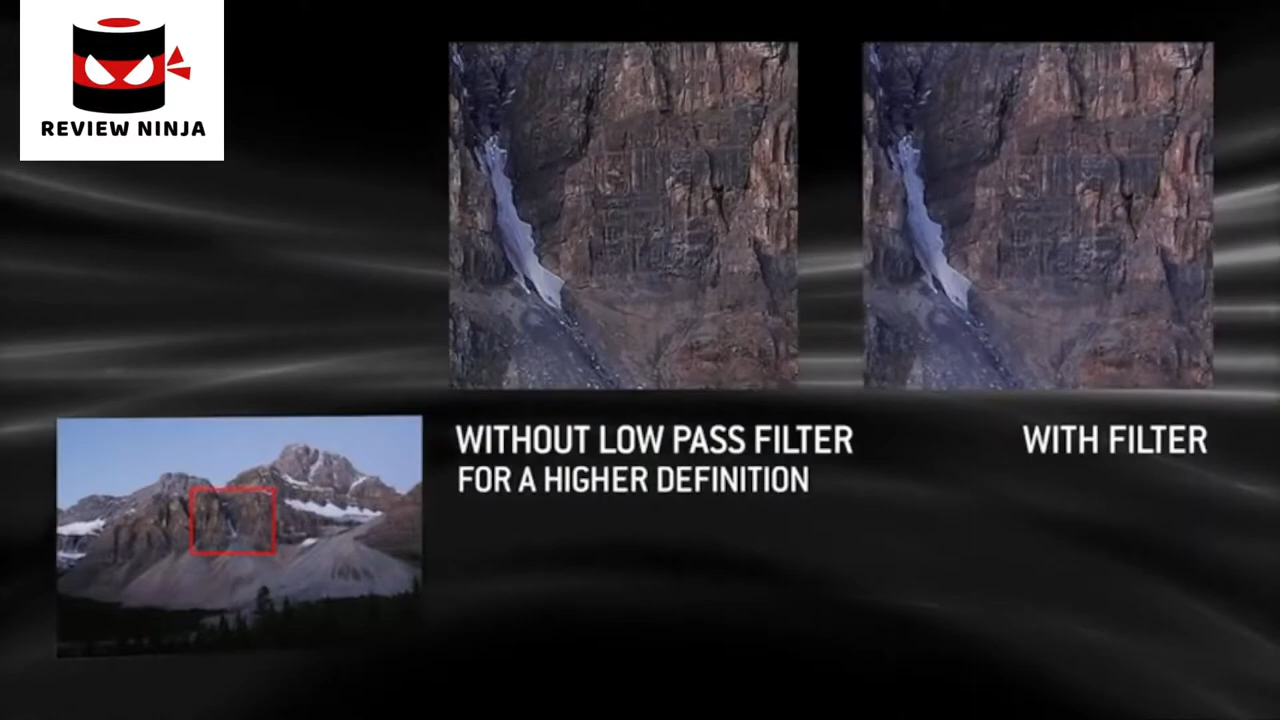 REVIEW NINJA
WITHOUT LOW PASS FILTER
FOR A HIGHER DEFINITION
WITH FILTER